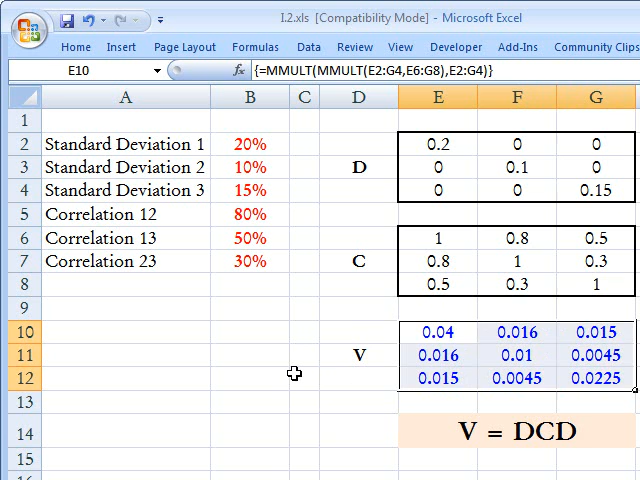 I.2.xls [Compatibility Mode] - Microsoft Excel
Home Insert Page Layout Formulas Data Review View Developer Add-Ins Community Clips
E10 fx {=MMULT(MMULT(E2:G4,E6:G8),E2:G4)}
A B C D E F G
1
2 Standard Deviation 1 20% 0.2 0 0
3 Standard Deviation 2 10% D 0 0.1 0
4 Standard Deviation 3 15% 0 0 0.15
5 Correlation 12 80%
6 Correlation 13 50% 1 0.8 0.5
7 Correlation 23 30% C 0.8 1 0.3
8 0.5 0.3 1
9
10 0.04 0.016 0.015
11 V 0.016 0.01 0.0045
12 0.015 0.0045 0.0225
13
14 V = DCD
15